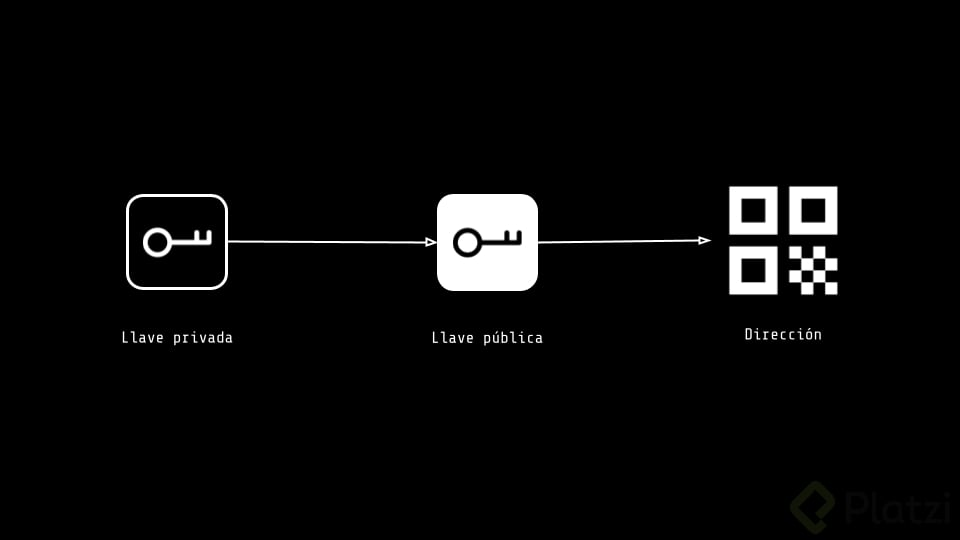 Llave privada
Llave pública
Dirección
Platzi